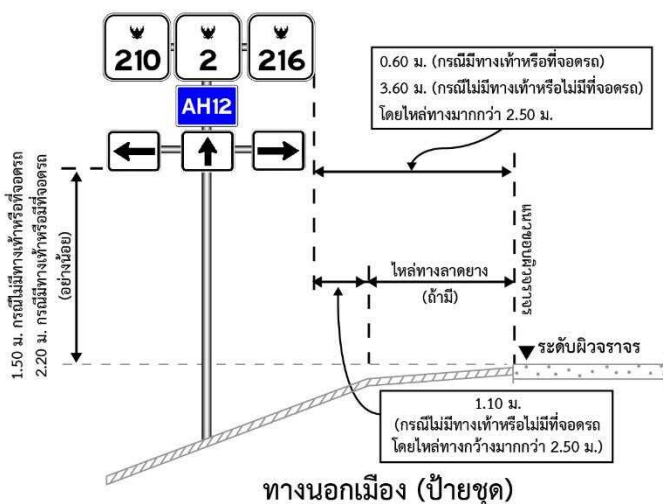 210 2 216
AH12
0.60 ม. (กรณีมีทางเท้าหรือที่จอดรถ)
3.60 ม. (กรณีไม่มีทางเท้าหรือไม่มีที่จอดรถ)
โดยไหล่ทางมากกว่า 2.50 ม.
1.50 ม. กรณีไม่มีทางเท้าหรือที่จอดรถ
2.20 ม. กรณีมีทางเท้าหรือมีที่จอดรถ
(อย่างน้อย)
ไหล่ทางลาดยาง
(ถ้ามี)
แนวขอบผิวจราจร
ระดับผิวจราจร
1.10 ม.
(กรณีไม่มีทางเท้าหรือไม่มีที่จอดรถ
โดยไหล่ทางกว้างมากกว่า 2.50 ม.)
ทางนอกเมือง (ป้ายชุด)